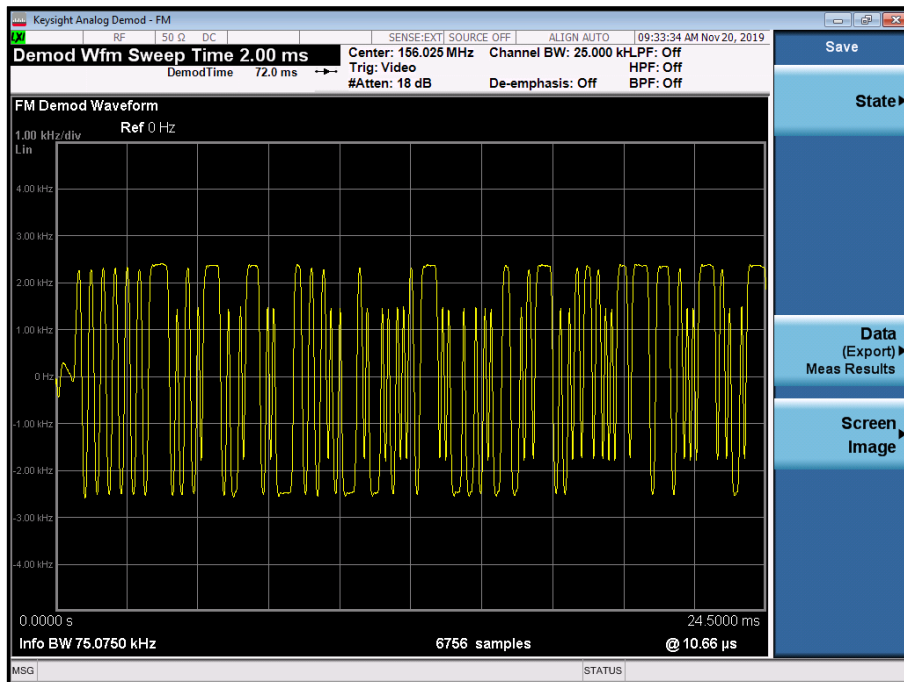 Keysight Analog Demod - FM
LXI RF 50 Ω DC SENSE:EXT SOURCE OFF ALIGN AUTO 09:33:34 AM Nov 20, 2019
Demod Wfm Sweep Time 2.00 ms
DemodTime 72.0 ms
Center: 156.025 MHz Channel BW: 25.000 kHLPF: Off
Trig: Video HPF: Off
#Atten: 18 dB De-emphasis: Off BPF: Off
FM Demod Waveform
Ref 0 Hz
1.00 kHz/div
Lin
4.00 kHz
3.00 kHz
2.00 kHz
1.00 kHz
0 Hz
-1.00 kHz
-2.00 kHz
-3.00 kHz
-4.00 kHz
0.0000 s 24.5000 ms
Info BW 75.0750 kHz 6756 samples @ 10.66 µs
MSG STATUS
Save
State
Data
(Export)
Meas Results
Screen
Image